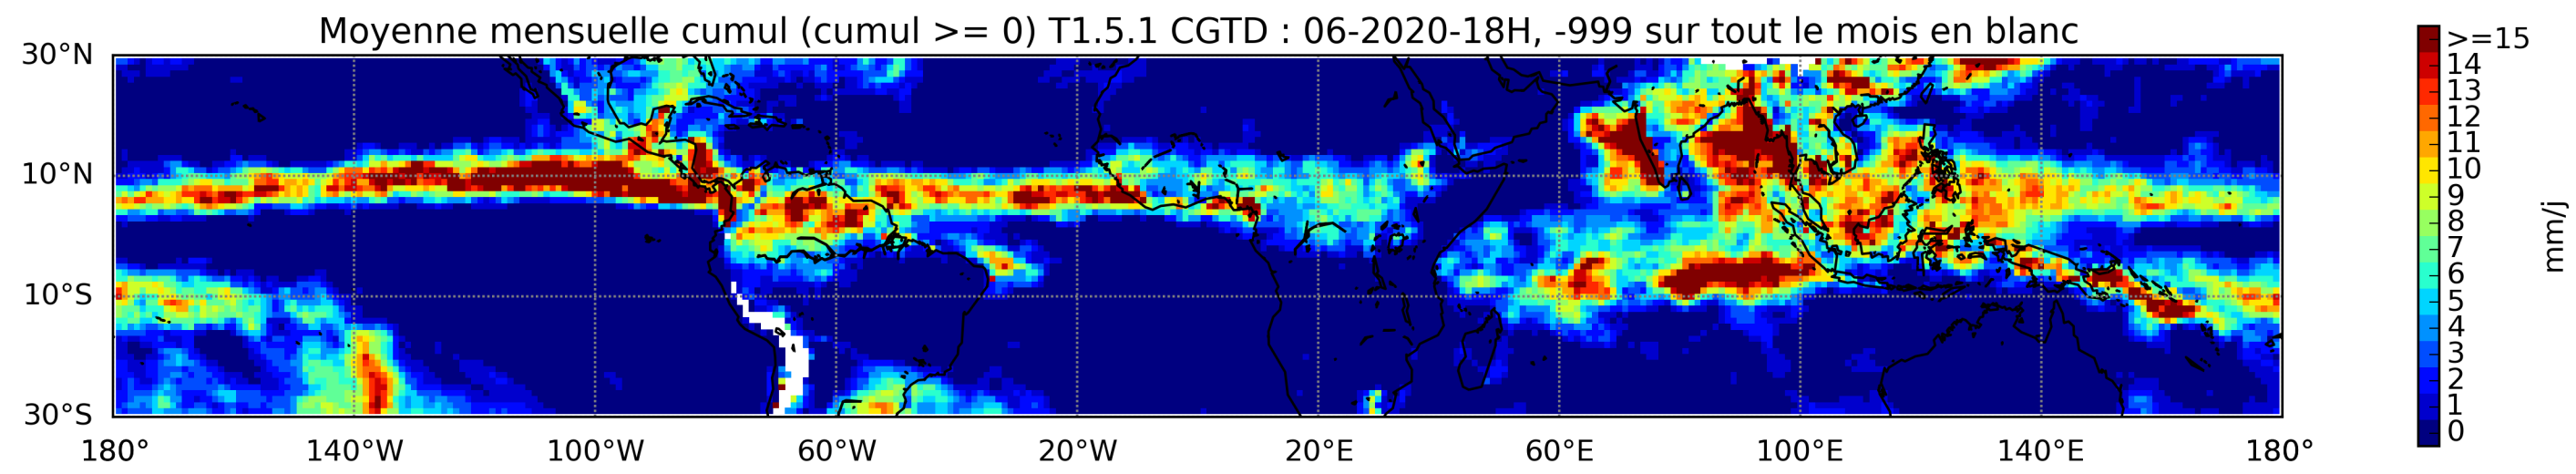 Moyenne mensuelle cumul (cumul >= 0) T1.5.1 CGTD : 06-2020-18H, -999 sur tout le mois en blanc
30°N
10°N
10°S
30°S
180° 140°W 100°W 60°W 20°W 20°E 60°E 100°E 140°E 180°
>=15
14
13
12
11
10
9
8
7
6
5
4
3
2
1
0
mm/j